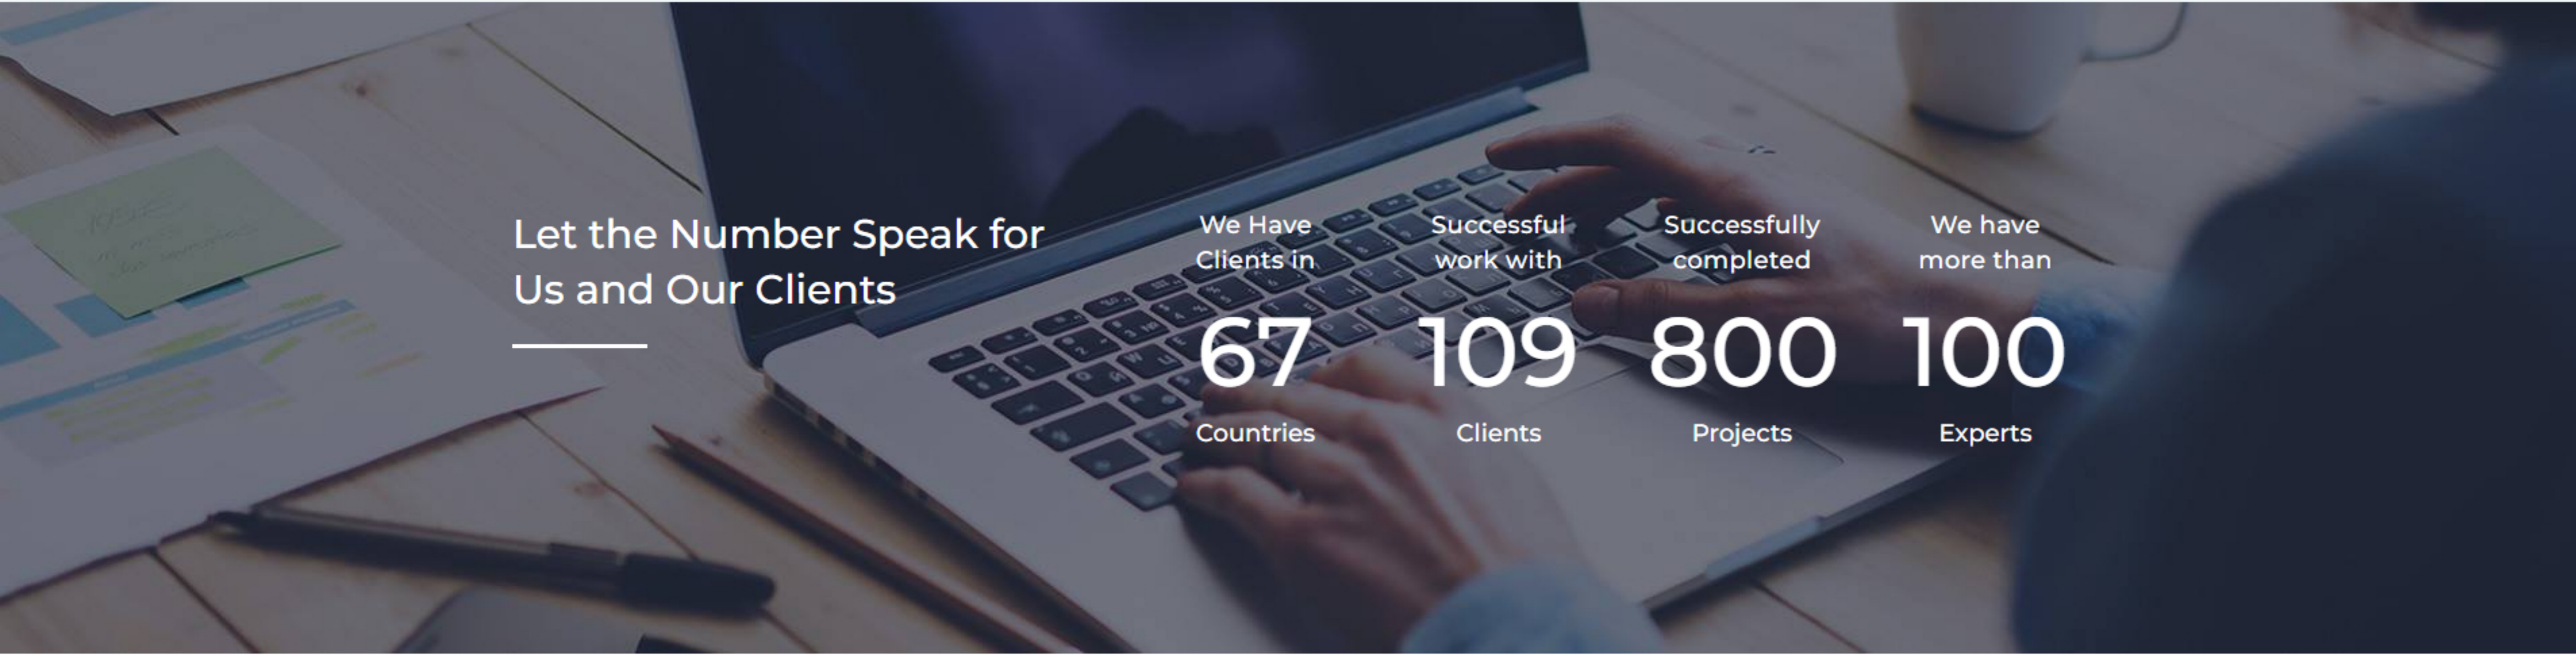 Let the Number Speak for
Us and Our Clients
We Have
Clients in
67
Countries
Successful
work with
109
Clients
Successfully
completed
800
Projects
We have
more than
100
Experts